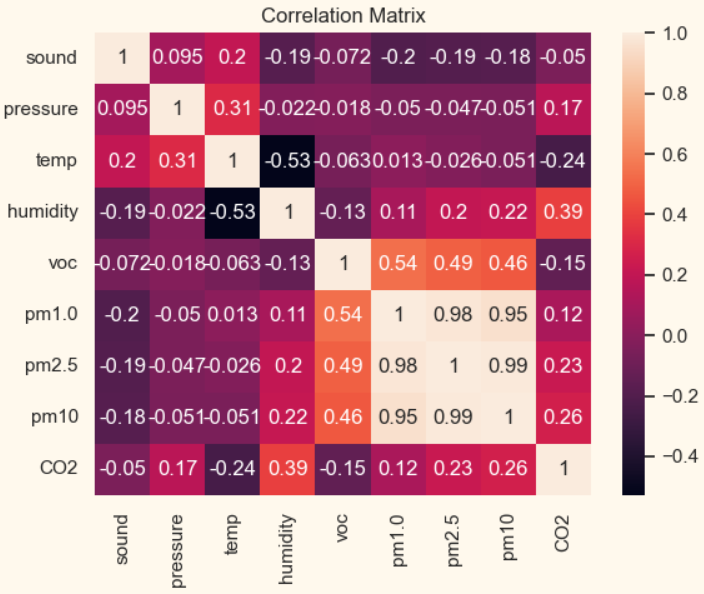 Correlation Matrix
sound 1 0.095 0.2 -0.19 -0.072 -0.2 -0.19 -0.18 -0.05
pressure 0.095 1 0.31 -0.022 -0.018 -0.05 -0.047 -0.051 0.17
temp 0.2 0.31 1 -0.53 -0.063 0.013 -0.026 -0.051 -0.24
humidity -0.19 -0.022 -0.53 1 -0.13 0.11 0.2 0.22 0.39
voc -0.072 -0.018 -0.063 -0.13 1 0.54 0.49 0.46 -0.15
pm1.0 -0.2 -0.05 0.013 0.11 0.54 1 0.98 0.95 0.12
pm2.5 -0.19 -0.047 -0.026 0.2 0.49 0.98 1 0.99 0.23
pm10 -0.18 -0.051 -0.051 0.22 0.46 0.95 0.99 1 0.26
CO2 -0.05 0.17 -0.24 0.39 -0.15 0.12 0.23 0.26 1
sound pressure temp humidity voc pm1.0 pm2.5 pm10 CO2
1.0
0.8
0.6
0.4
0.2
0.0
−0.2
−0.4